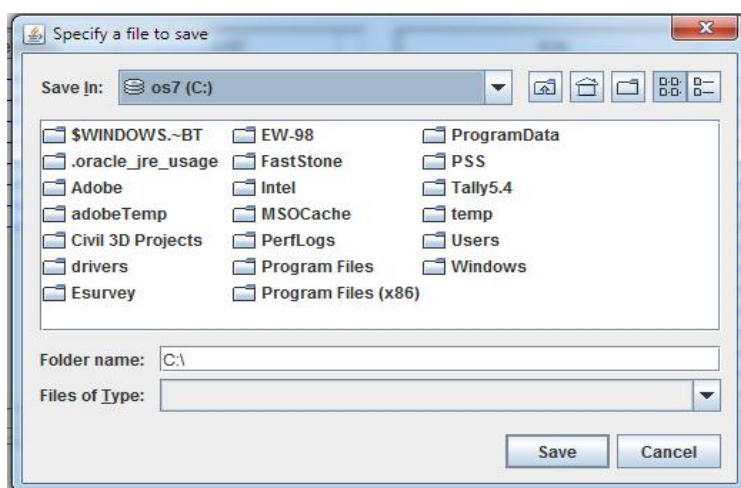 Specify a file to save
Save In: os7 (C:)
$WINDOWS.~BT EW-98 ProgramData
.oracle_jre_usage FastStone PSS
Adobe Intel Tally5.4
adobeTemp MSOCache temp
Civil 3D Projects PerfLogs Users
drivers Program Files Windows
Esurvey Program Files (x86)
Folder name: C:\
Files of Type:
Save Cancel